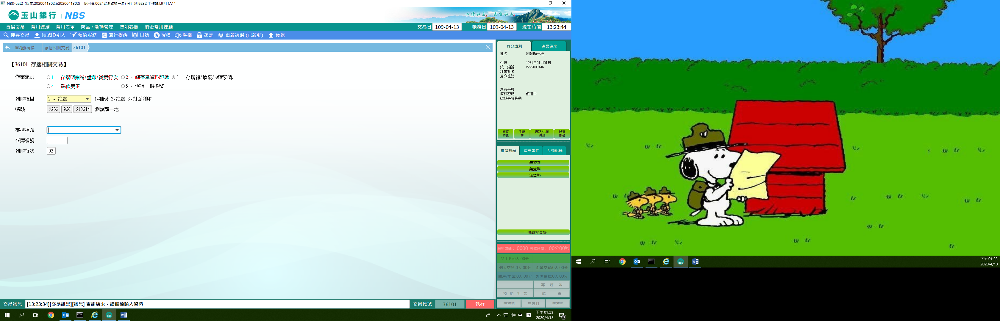 NBS-uat2 (版本:2020041302.b2020041302) 使用者:00242(測試櫃一辰) 分行別:9232 工作站:L9711A11
玉山銀行 | NBS
心清如玉, 義重如山。
自選交易 常用連結 常用表單 商品/活動管理 智能客服 消金常用連結 交易日 109-04-13 帳務日 109-04-13 現在時間 13:23:44
搜尋交易 帳號ID引入 預約服務 蒞行提醒 日誌 授權 廣播 鎖定 重啟週邊 (已啟動) 簽退
單/摺(補換.. 存摺相關交易 36101
【36101 存摺相關交易】
作業類別 1 - 存摺明細補/重印/變更行次 2 - 綜存單資料印錄 3 - 存摺補/換發/封面列印
4 - 磁條更正 5 - 恢復一摺多幣
列印項目 2 - 換發 1-補發 2-換發 3-封面列印
帳號 9232 968 610614 測試顏一地
存摺種類
存簿編號
列印行次 02
身分識別 產品往來
姓名 測試顏一地
生日 1981年01月01日
統一編號 C299000446
理專姓名
身分註記
注意事項
簡訊密碼 使用中
近期事故異動
顧客資訊 手續費 通路/共同行銷 顧客影像
推薦商品 重要事件 互動記錄
無資料
無資料
無資料
一般轉介登錄
服務號碼: 0000 等候時間: 00分00秒
VIP:0人 00分
個人交易:0人 00分 企業交易:0人 00分
開戶/申請:0人 00分 外匯業務:0人 00分
再 呼 叫
預 約 叫 號 結 束
無資料 無資料 無資料
交易訊息 [13:23:34][交易訊息][訊息] 查詢結束，請繼續輸入資料 交易代號 36101 執行
中
下午 01:23
2020/4/13
3
下午 01:23
2020/4/13